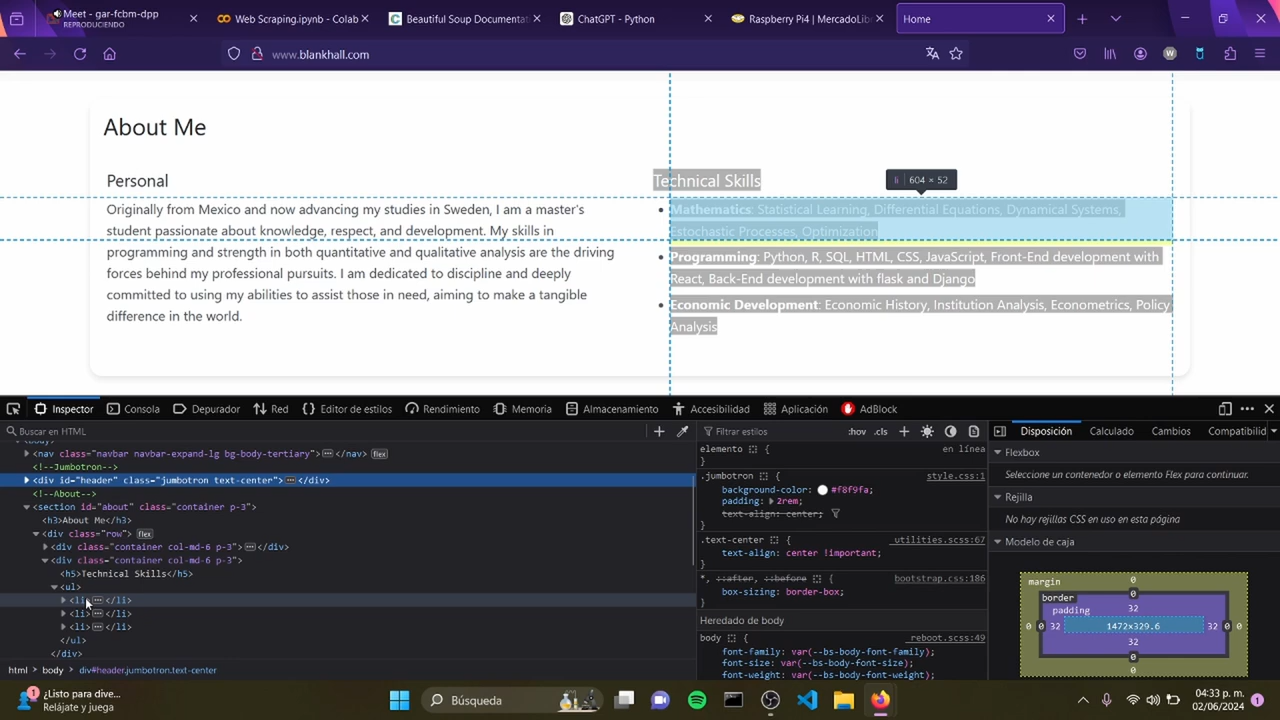 Meet - gar-fcbm-dpp
REPRODUCIENDO
Web Scraping.ipynb - Colab
Beautiful Soup Documentati
ChatGPT - Python
Raspberry Pi4 | MercadoLib
Home
www.blankhall.com
About Me
Personal
Originally from Mexico and now advancing my studies in Sweden, I am a master's
student passionate about knowledge, respect, and development. My skills in
programming and strength in both quantitative and qualitative analysis are the driving
forces behind my professional pursuits. I am dedicated to discipline and deeply
committed to using my abilities to assist those in need, aiming to make a tangible
difference in the world.
Technical Skills
li 604 × 52
• Mathematics: Statistical Learning, Differential Equations, Dynamical Systems,
Estochastic Processes, Optimization
• Programming: Python, R, SQL, HTML, CSS, JavaScript, Front-End development with
React, Back-End development with flask and Django
• Economic Development: Economic History, Institution Analysis, Econometrics, Policy
Analysis
Inspector Consola Depurador Red Editor de estilos Rendimiento Memoria Almacenamiento Accesibilidad Aplicación AdBlock
Buscar en HTML
<body>
<nav class="navbar navbar-expand-lg bg-body-tertiary"> </nav> flex
<!--Jumbotron-->
<div id="header" class="jumbotron text-center"> </div>
<!--About-->
<section id="about" class="container p-3">
<h3>About Me</h3>
<div class="row"> flex
<div class="container col-md-6 p-3"> </div>
<div class="container col-md-6 p-3">
<h5>Technical Skills</h5>
<ul>
<li> </li>
<li> </li>
<li> </li>
</ul>
</div>
html > body > div#header.jumbotron.text-center
Filtrar estilos :hov .cls
elemento { en línea
}
.jumbotron { style.css:1
background-color: #f8f9fa;
padding: 2rem;
text-align: center;
}
.text-center { _utilities.scss:67
text-align: center !important;
}
*, ::after, ::before { bootstrap.css:186
box-sizing: border-box;
}
Heredado de body
body { _reboot.scss:49
font-family: var(--bs-body-font-family);
font-size: var(--bs-body-font-size);
font-weight: var(--bs-body-font-weight);
Disposición Calculado Cambios Compatibilid
Flexbox
Seleccione un contenedor o elemento Flex para continuar.
Rejilla
No hay rejillas CSS en uso en esta página
Modelo de caja
margin 0
border 0
padding 32
0 0 32 1472×329.6 32 0 0
32
0
0
1
¿Listo para dive...
Relájate y juega
Búsqueda
04:33 p. m.
02/06/2024
1